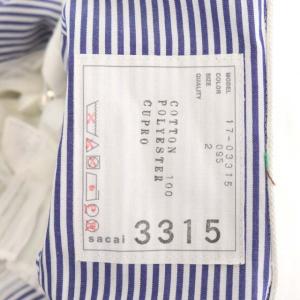 MODEL 17-03315
COLOR 095
SIZE 2
QUALITY
COTTON 100
POLYESTER
CUPRO
sacai 3315